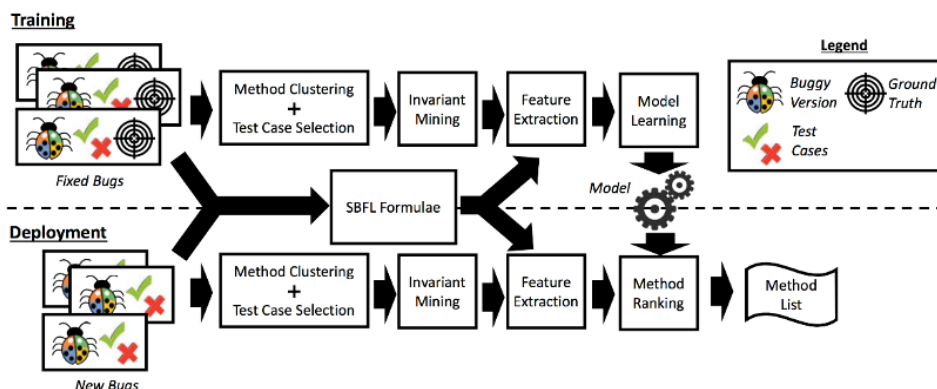 Training
Legend
Buggy
Version
Ground
Truth
Test
Cases
Fixed Bugs
Method Clustering
+
Test Case Selection
Invariant
Mining
Feature
Extraction
Model
Learning
SBFL Formulae
Model
Deployment
New Bugs
Method Clustering
+
Test Case Selection
Invariant
Mining
Feature
Extraction
Method
Ranking
Method
List